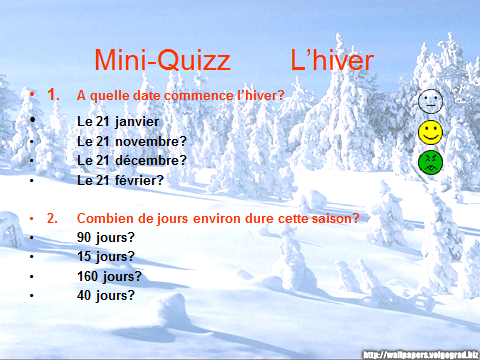 Mini-Quizz L'hiver
• 1. A quelle date commence l'hiver?
• Le 21 janvier
• Le 21 novembre?
• Le 21 décembre?
• Le 21 février?
• 2. Combien de jours environ dure cette saison?
• 90 jours?
• 15 jours?
• 160 jours?
• 40 jours?
http://wallpapers.volgograd.biz